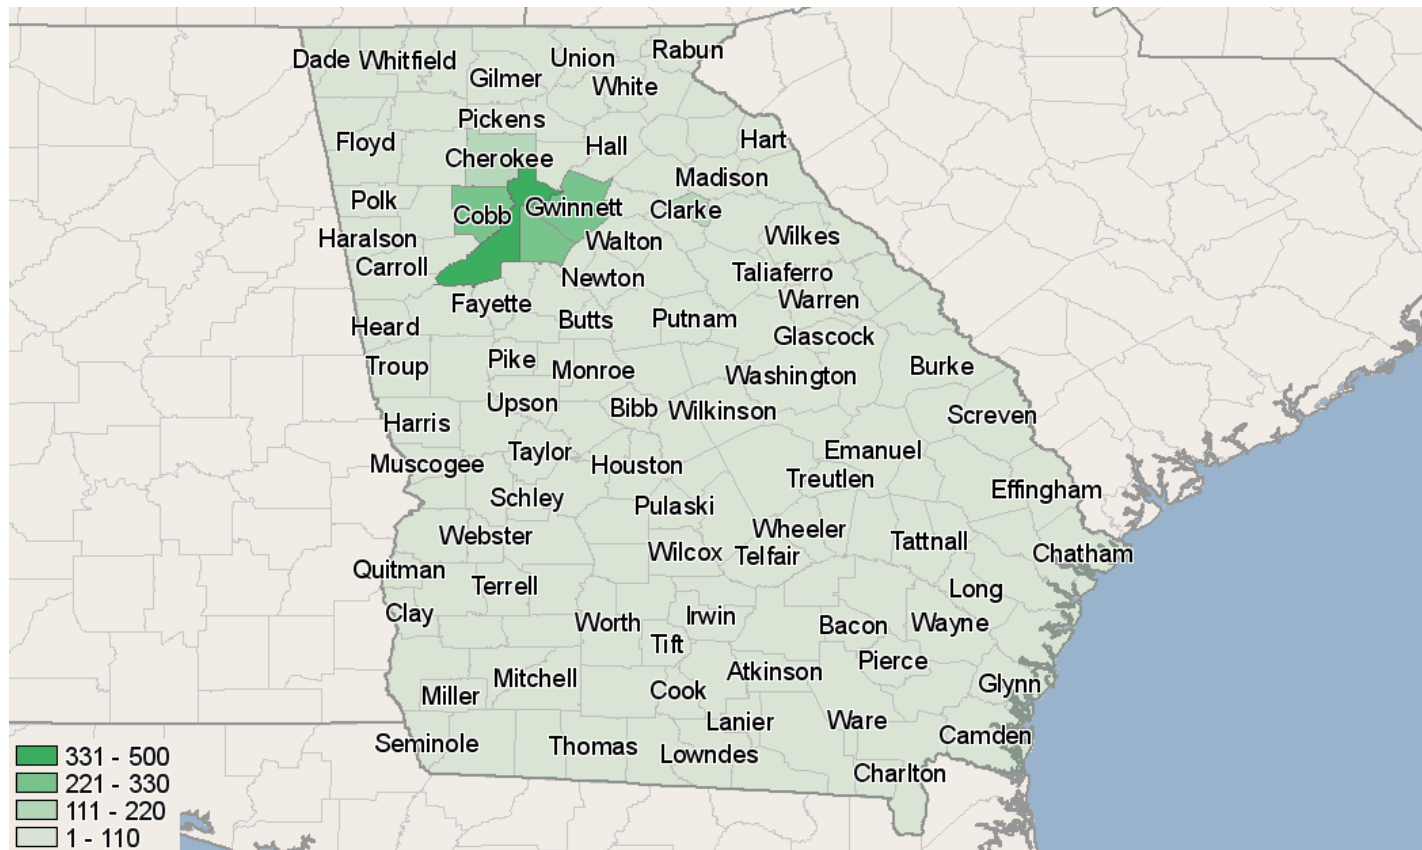 Rabun
Union
Dade
Whitfield
Gilmer
White
Pickens
Hart
Floyd
Hall
Cherokee
Madison
Polk
Gwinnett
Clarke
Cobb
Wilkes
Haralson
Walton
Carroll
Taliaferro
Newton
Warren
Fayette
Putnam
Butts
Heard
Glascock
Pike
Troup
Monroe
Burke
Washington
Upson
Bibb
Wilkinson
Screven
Harris
Taylor
Emanuel
Muscogee
Houston
Treutlen
Effingham
Schley
Pulaski
Wheeler
Webster
Tattnall
Wilcox
Telfair
Chatham
Quitman
Terrell
Long
Clay
Irwin
Worth
Bacon
Wayne
Tift
Pierce
Atkinson
Mitchell
Glynn
Cook
Miller
Lanier
Ware
Camden
Seminole
Thomas
Lowndes
Charlton
331 - 500
221 - 330
111 - 220
1 - 110